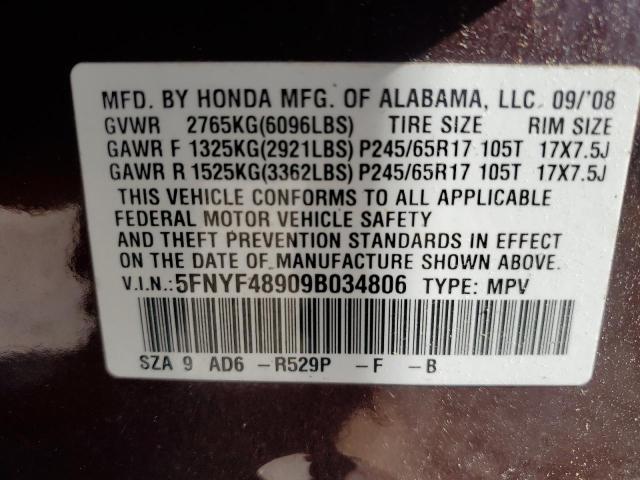 MFD. BY HONDA MFG. OF ALABAMA, LLC 09/'08
GVWR 2765KG(6096LBS) TIRE SIZE RIM SIZE
GAWR F 1325KG(2921LBS) P245/65R17 105T 17X7.5J
GAWR R 1525KG(3362LBS) P245/65R17 105T 17X7.5J
THIS VEHICLE CONFORMS TO ALL APPLICABLE
FEDERAL MOTOR VEHICLE SAFETY
AND THEFT PREVENTION STANDARDS IN EFFECT
ON THE DATE OF MANUFACTURE SHOWN ABOVE
V.I.N.:5FNYF48909B034806 TYPE: MPV
SZA 9 AD6 -R529P -F -B